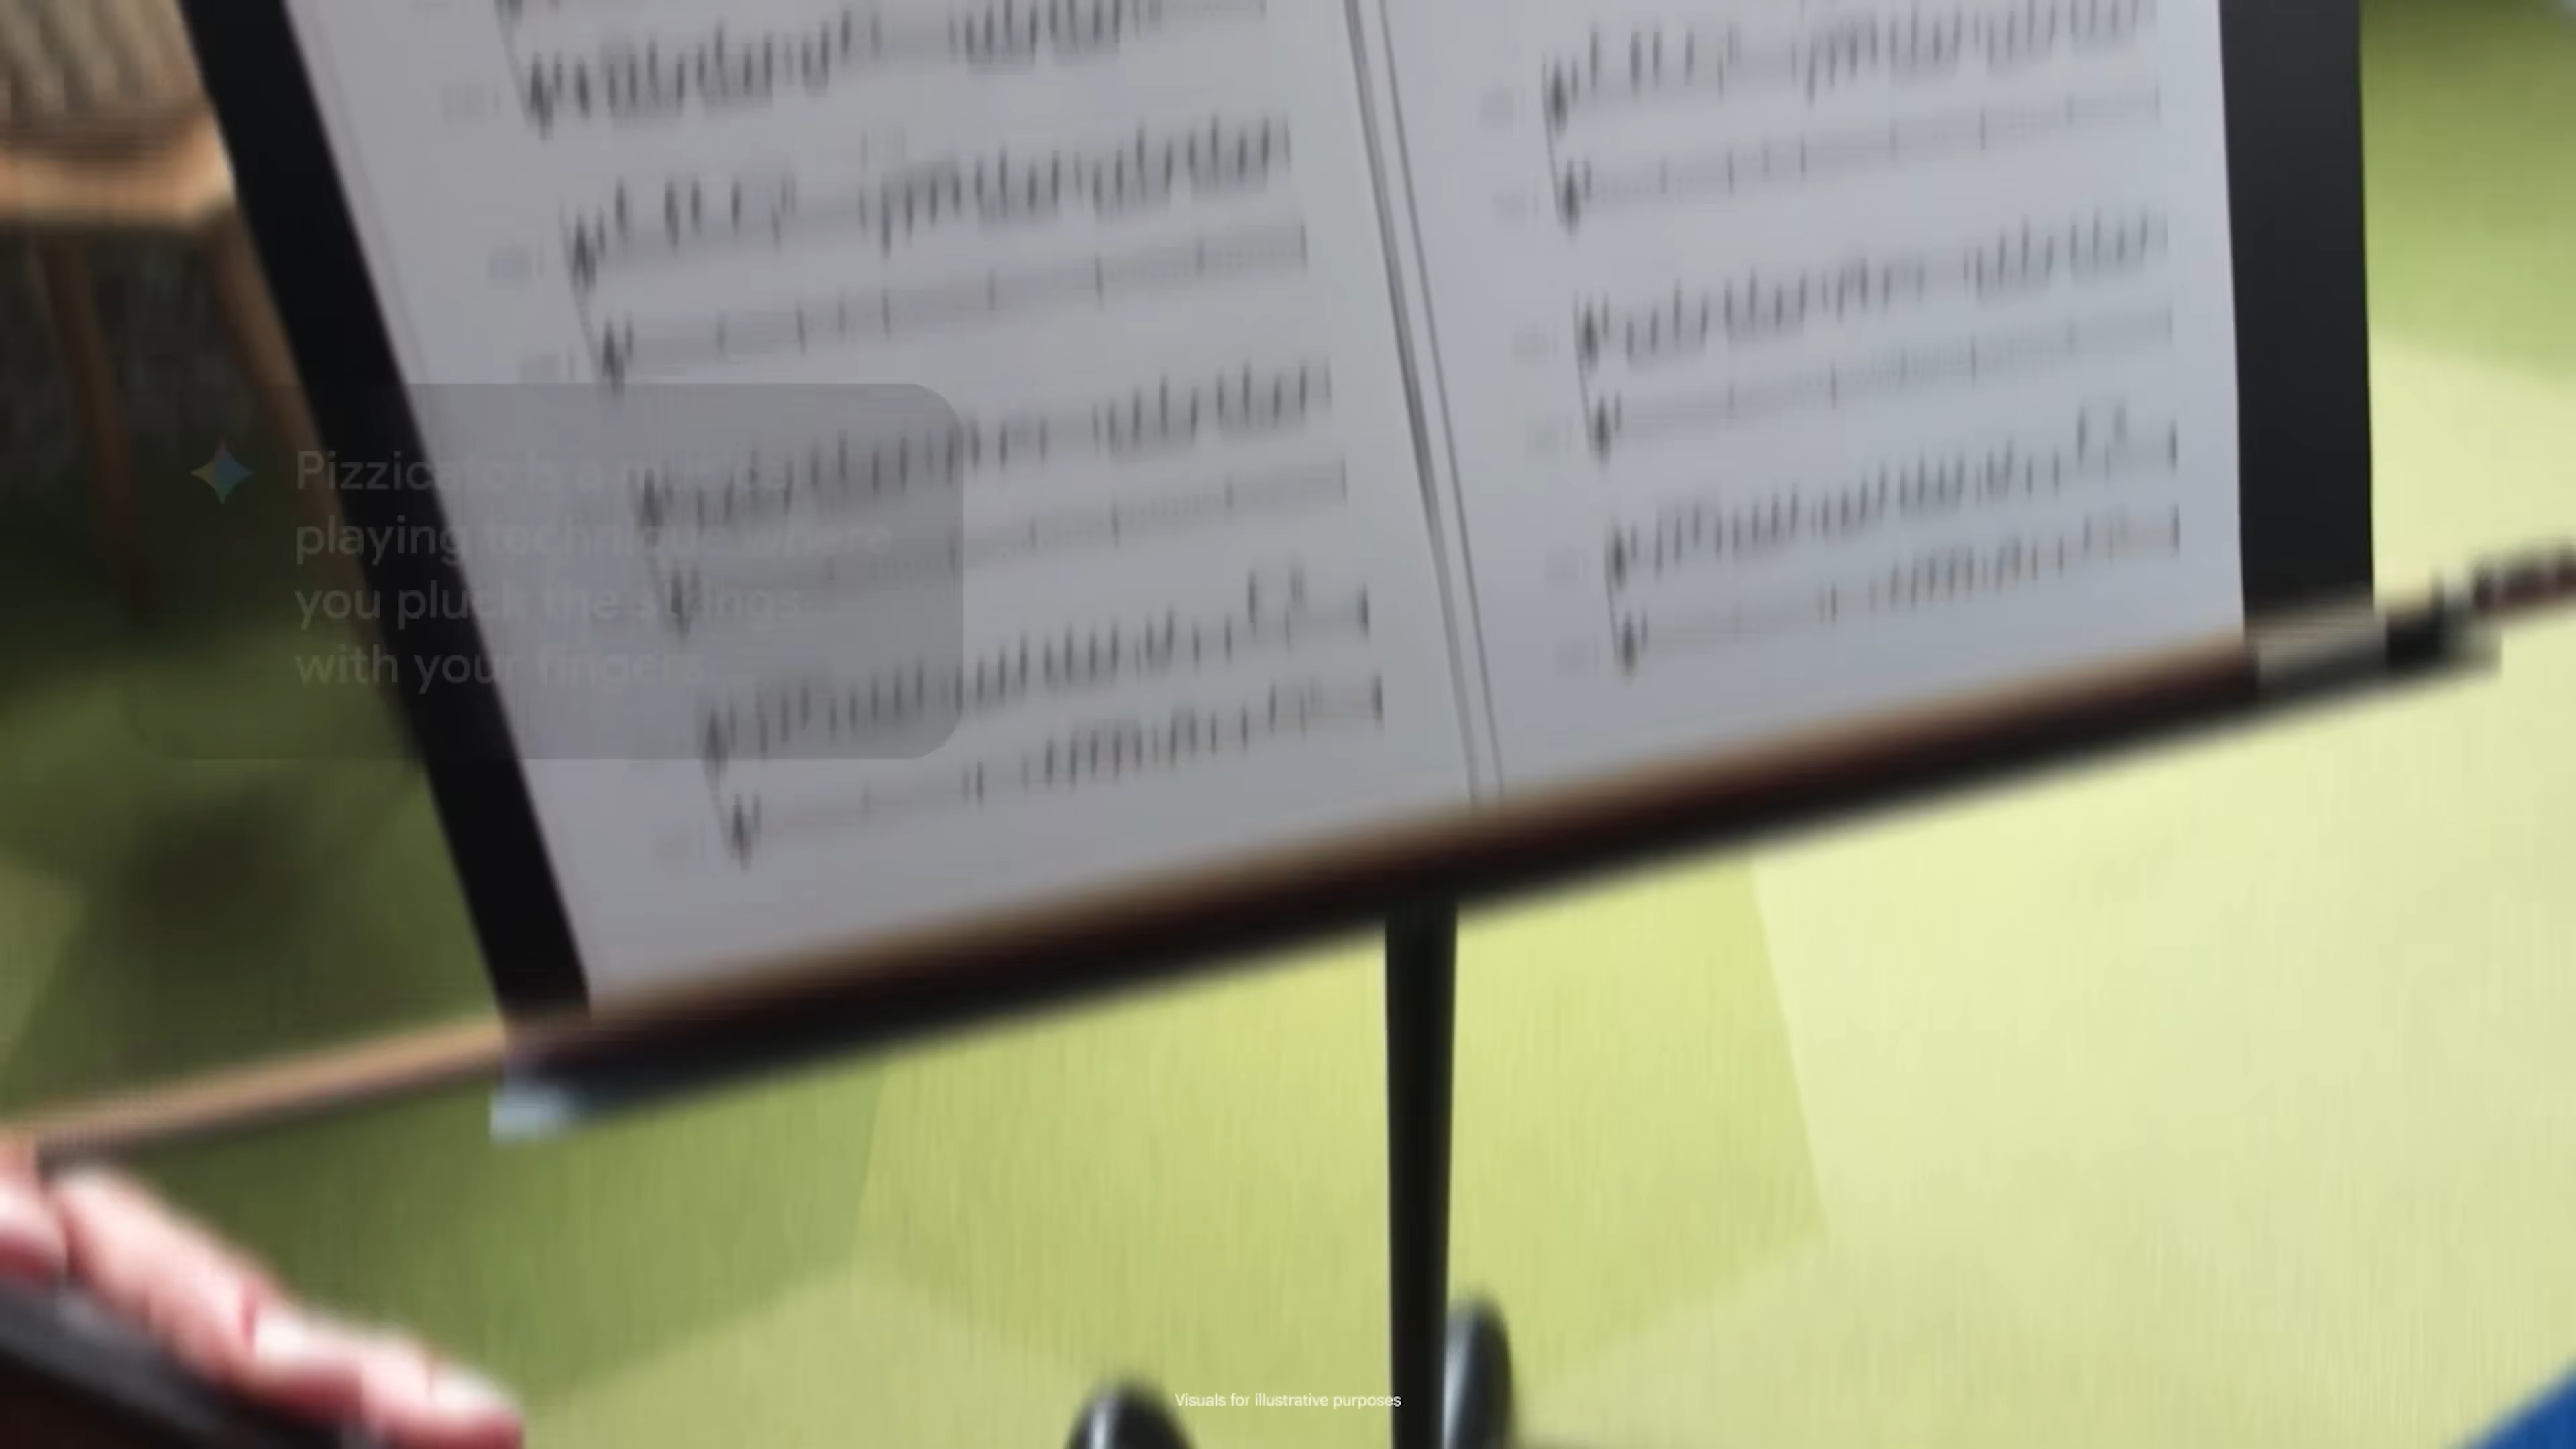 Pizzicato is a
playing technique where
you pluck the strings
with your fingers.
Visuals for illustrative purposes